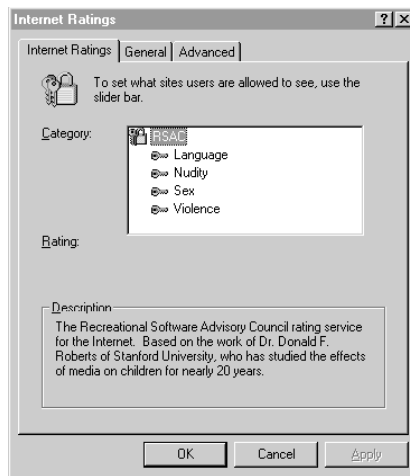 Internet Ratings
Internet Ratings General Advanced
To set what sites users are allowed to see, use the
slider bar.
Category:
RSAC
Language
Nudity
Sex
Violence
Rating:
Description
The Recreational Software Advisory Council rating service
for the Internet. Based on the work of Dr. Donald F.
Roberts of Stanford University, who has studied the effects
of media on children for nearly 20 years.
OK Cancel Apply